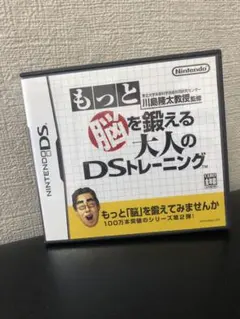 Nintendo
もっと
東北大学未来科学技術共同研究センター
川島隆太教授 監修
脳を鍛える
大人の
DSトレーニング
NINTENDO DS
もっと「脳」を鍛えてみませんか
100万本突破のシリーズ第2弾!